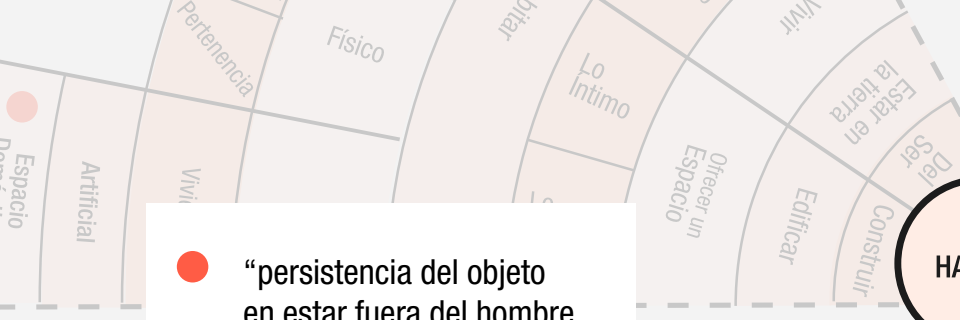 Pertenencia
Físico
Vivir
Lo
Íntimo
Estar en
la tierra
Del
Ser
Espacio
Artificial
Ofrecer un
Espacio
Edificar
Construir
“persistencia del objeto
en estar fuera del hombre